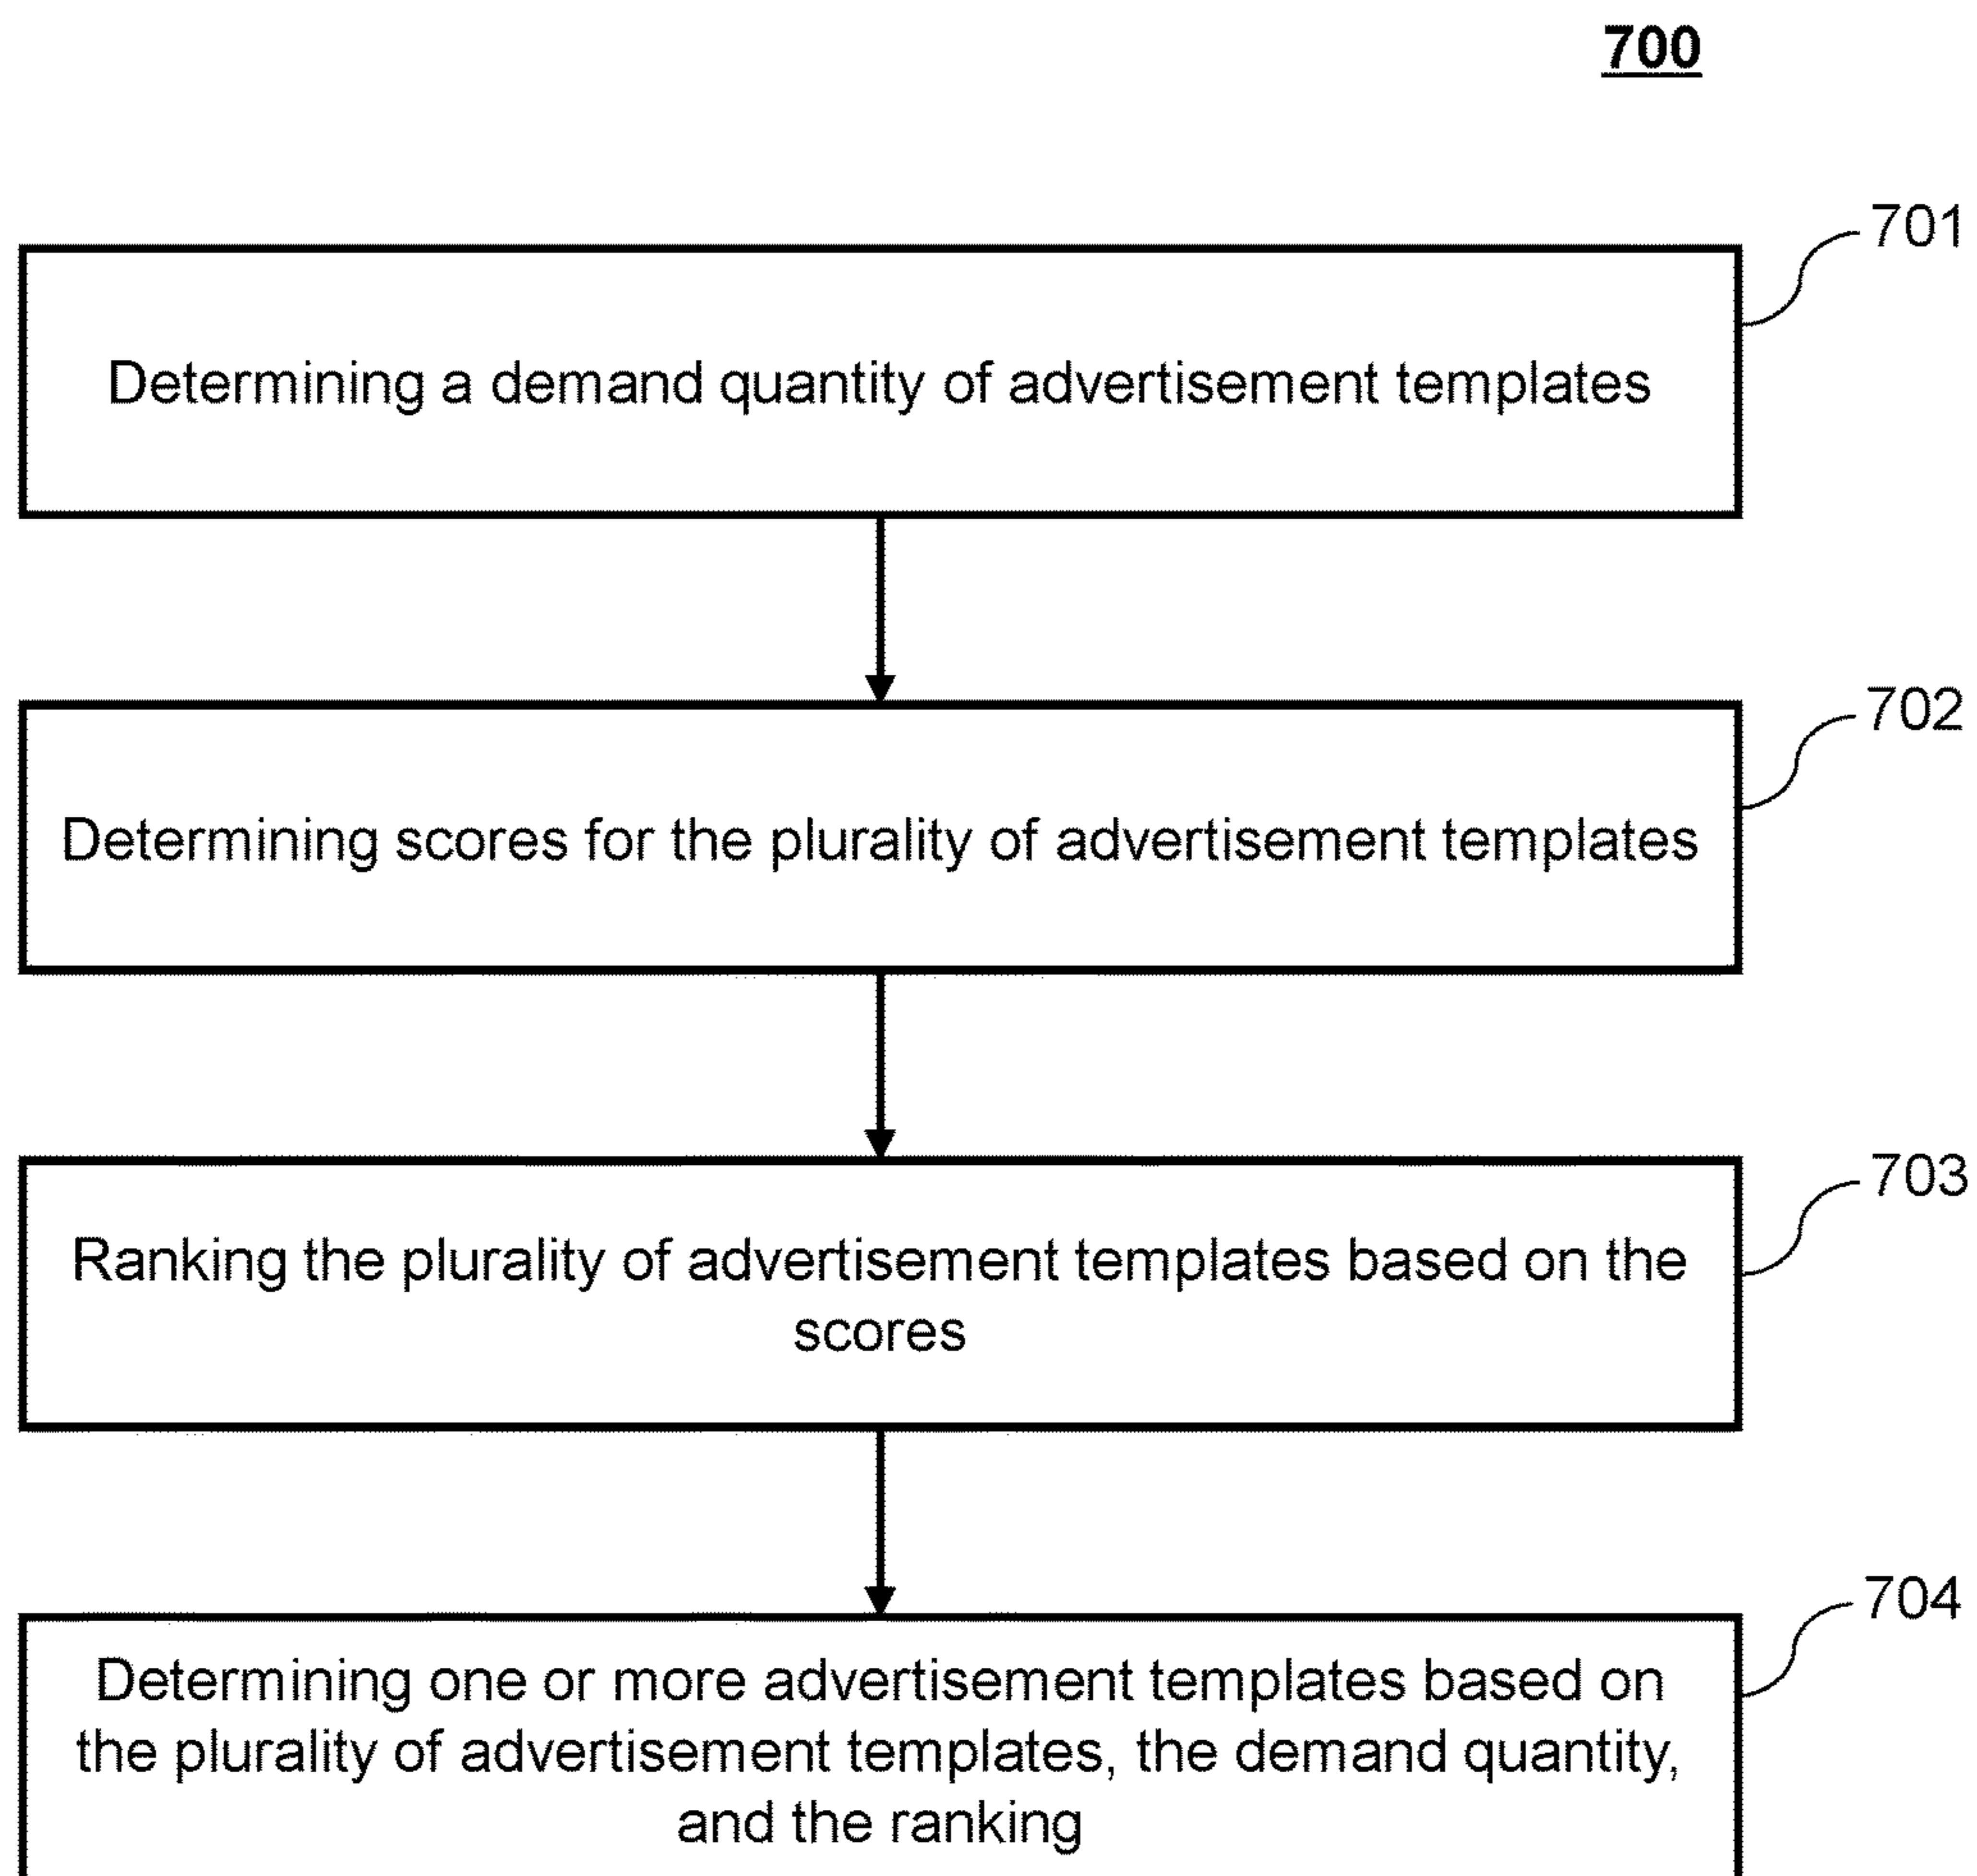 700
701
Determining a demand quantity of advertisement templates
702
Determining scores for the plurality of advertisement templates
703
Ranking the plurality of advertisement templates based on the
scores
704
Determining one or more advertisement templates based on
the plurality of advertisement templates, the demand quantity,
and the ranking